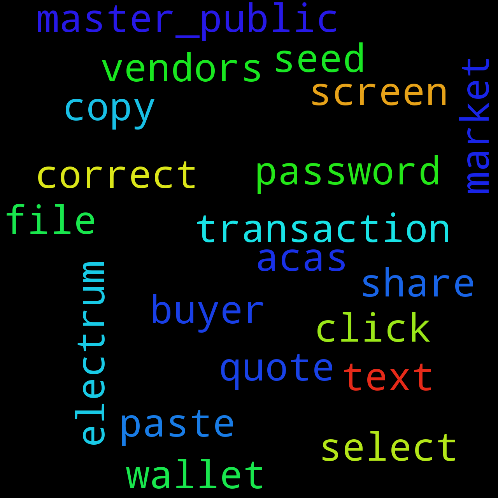 master_public
vendors
seed
screen
market
copy
correct
password
file
transaction
acas
share
electrum
buyer
click
quote
text
paste
select
wallet